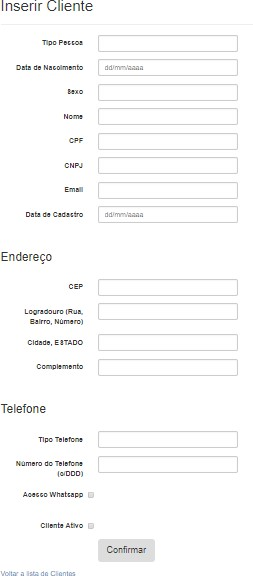 Inserir Cliente
Tipo Pessoa
Data de Nascimento dd/mm/aaaa
Sexo
Nome
CPF
CNPJ
Email
Data de Cadastro dd/mm/aaaa
Endereço
CEP
Logradouro (Rua,
Bairro, Número)
Cidade, ESTADO
Complemento
Telefone
Tipo Telefone
Número do Telefone
(c/DDD)
Acesso Whatsapp
Cliente Ativo
Confirmar
Voltar a lista de Clientes